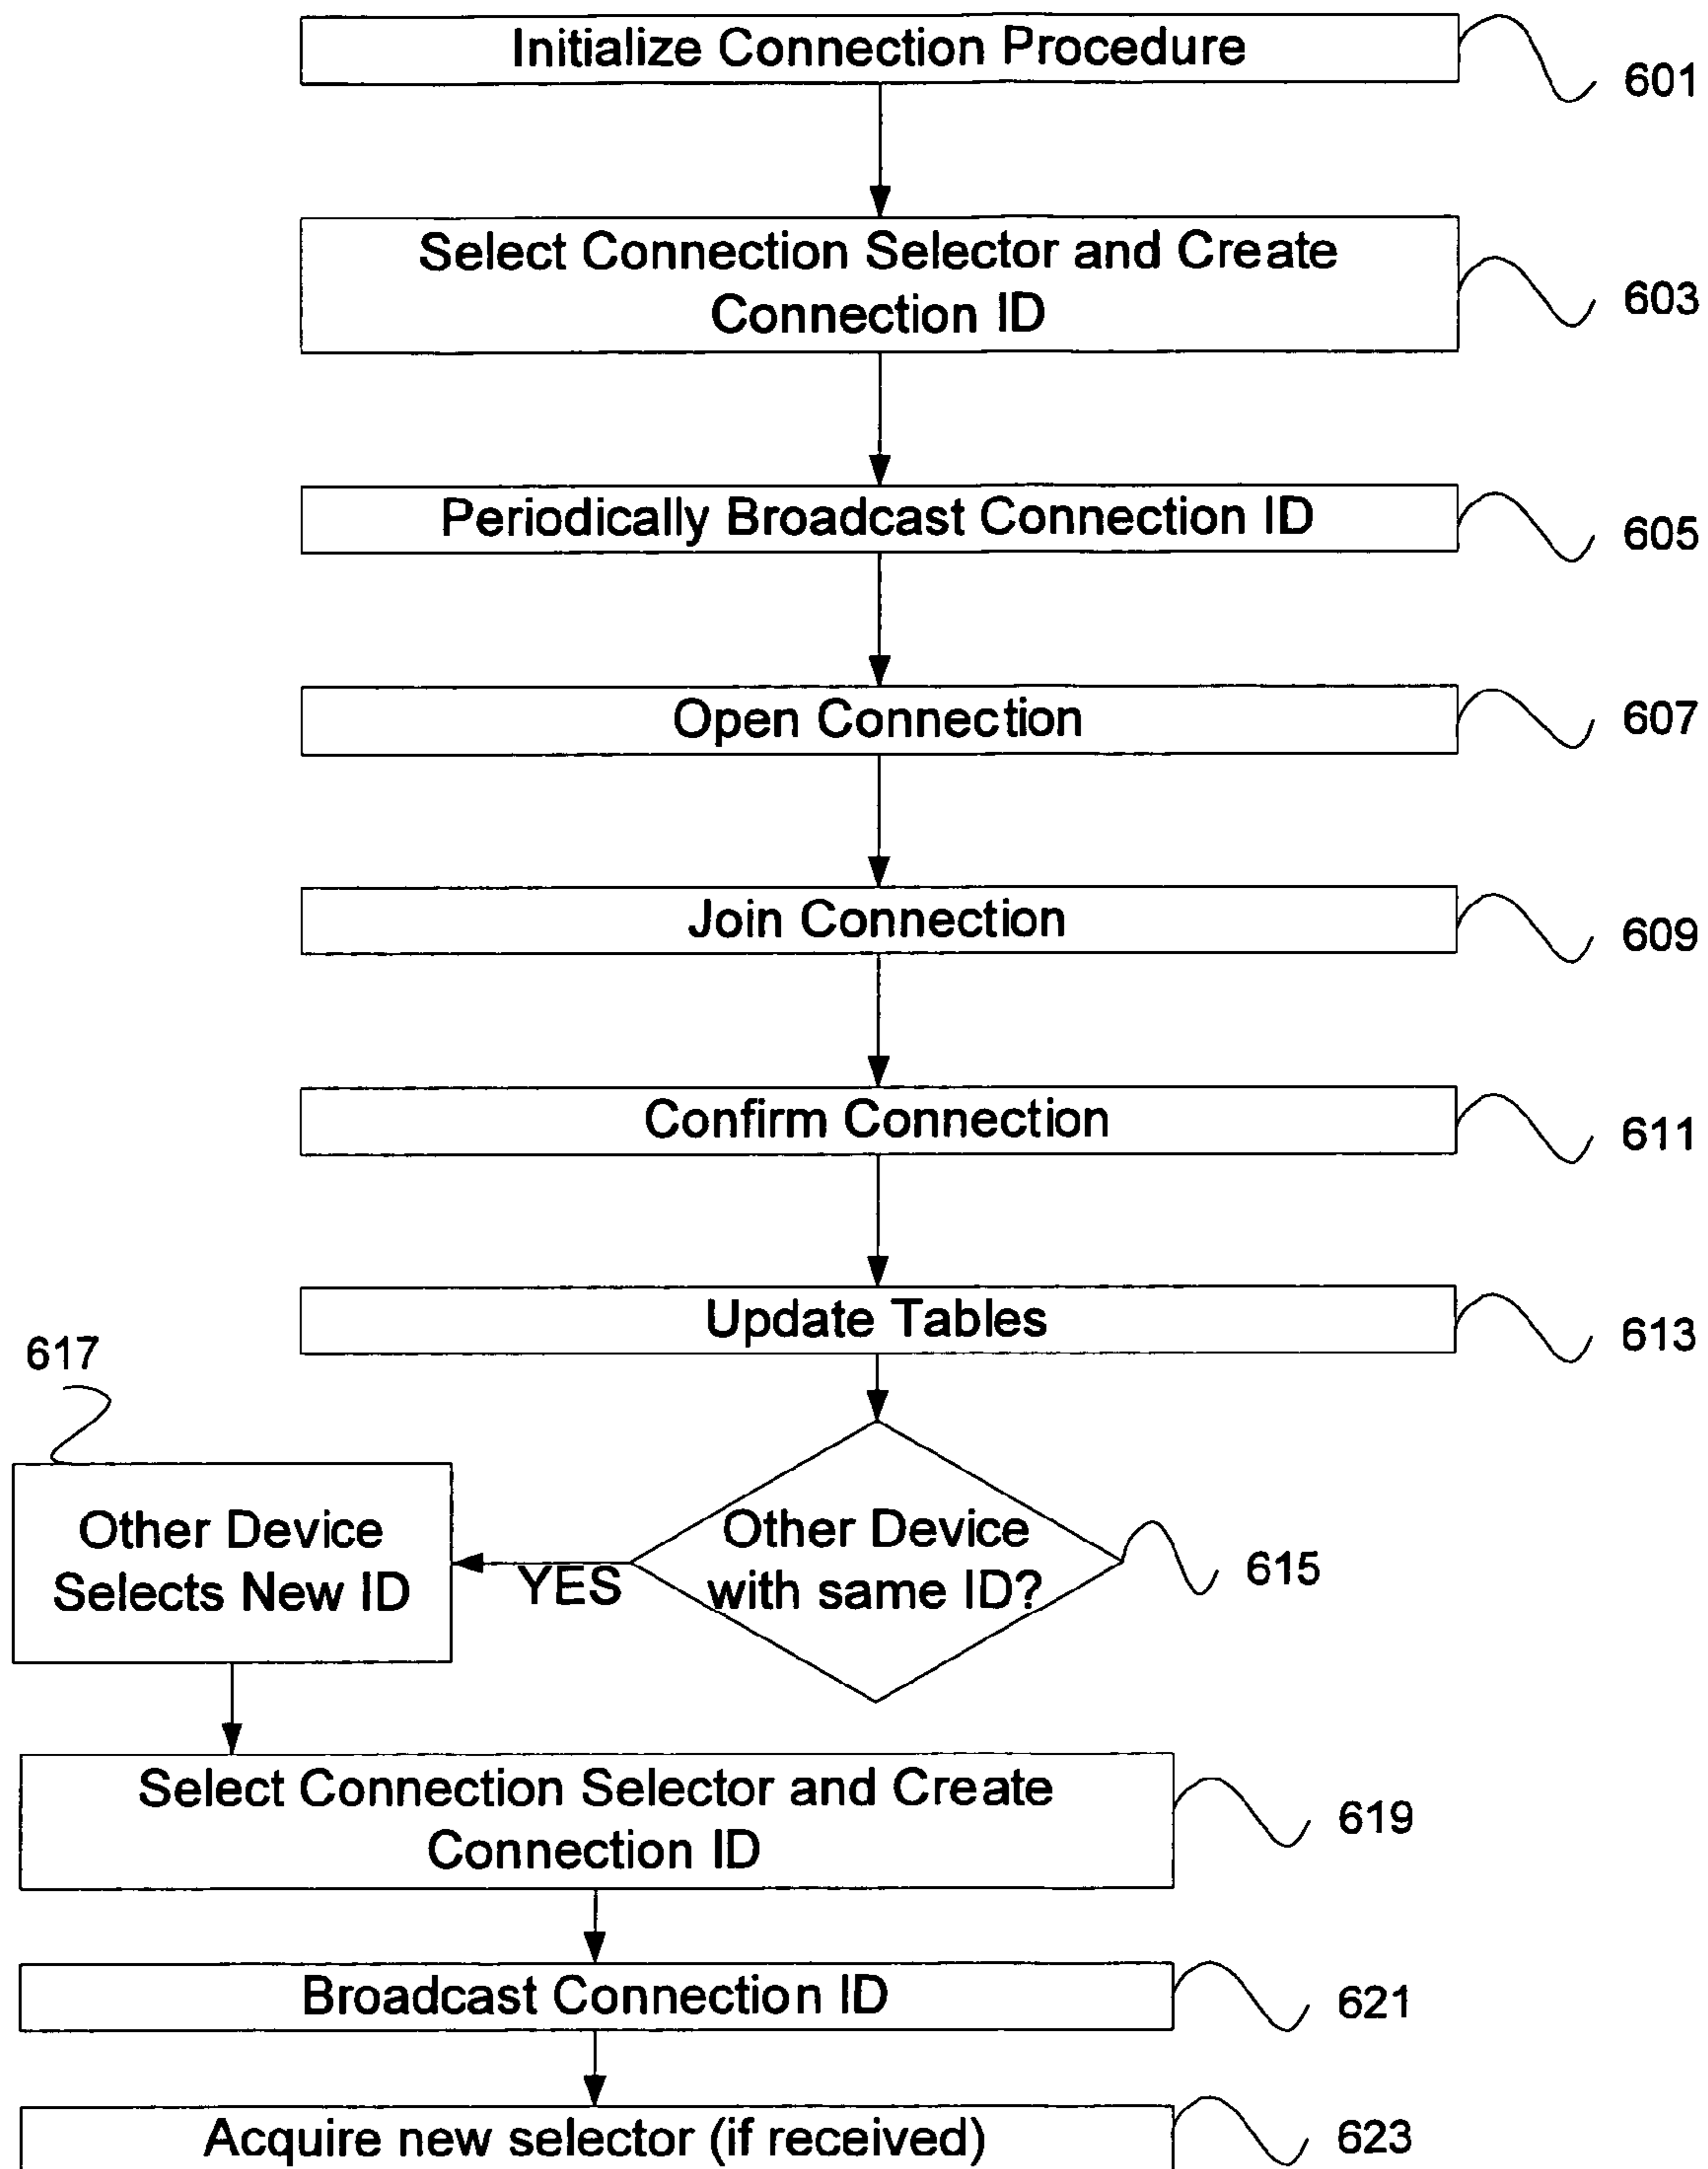 Initialize Connection Procedure
601
Select Connection Selector and Create
Connection ID
603
Periodically Broadcast Connection ID
605
Open Connection
607
Join Connection
609
Confirm Connection
611
Update Tables
613
617
Other Device
Selects New ID
YES
Other Device
with same ID?
615
Select Connection Selector and Create
Connection ID
619
Broadcast Connection ID
621
Acquire new selector (if received)
623